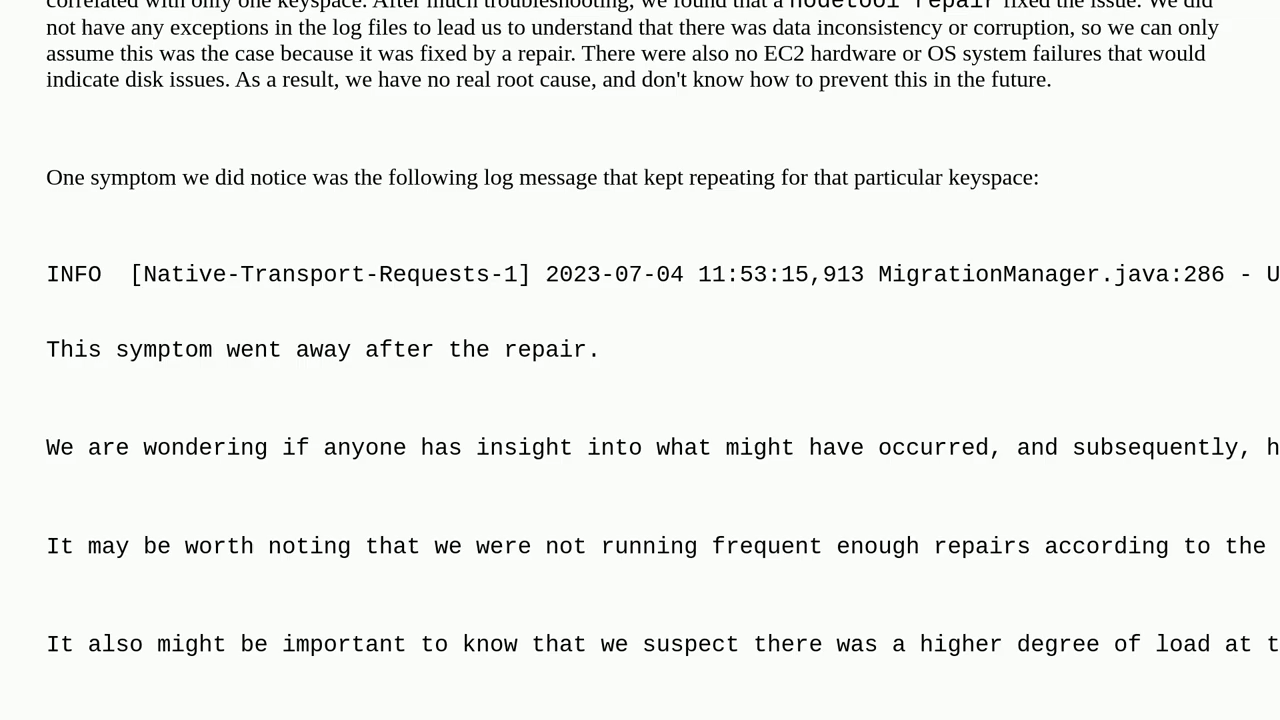 correlated with only one keyspace. After much troubleshooting, we found that a nodetool repair fixed the issue. We did
not have any exceptions in the log files to lead us to understand that there was data inconsistency or corruption, so we can only
assume this was the case because it was fixed by a repair. There were also no EC2 hardware or OS system failures that would
indicate disk issues. As a result, we have no real root cause, and don't know how to prevent this in the future.
One symptom we did notice was the following log message that kept repeating for that particular keyspace:
INFO  [Native-Transport-Requests-1] 2023-07-04 11:53:15,913 MigrationManager.java:286 - U
This symptom went away after the repair.
We are wondering if anyone has insight into what might have occurred, and subsequently, h
It may be worth noting that we were not running frequent enough repairs according to the
It also might be important to know that we suspect there was a higher degree of load at t